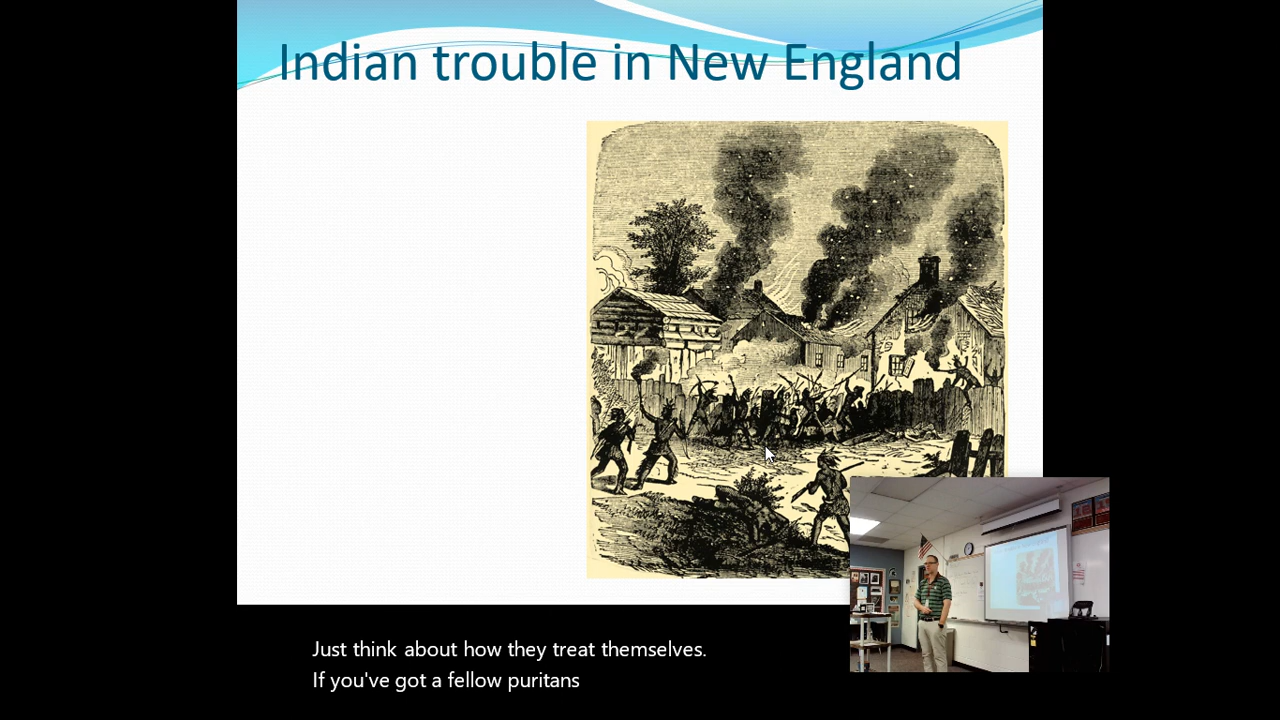 Indian trouble in New England
Just think about how they treat themselves.
If you've got a fellow puritans